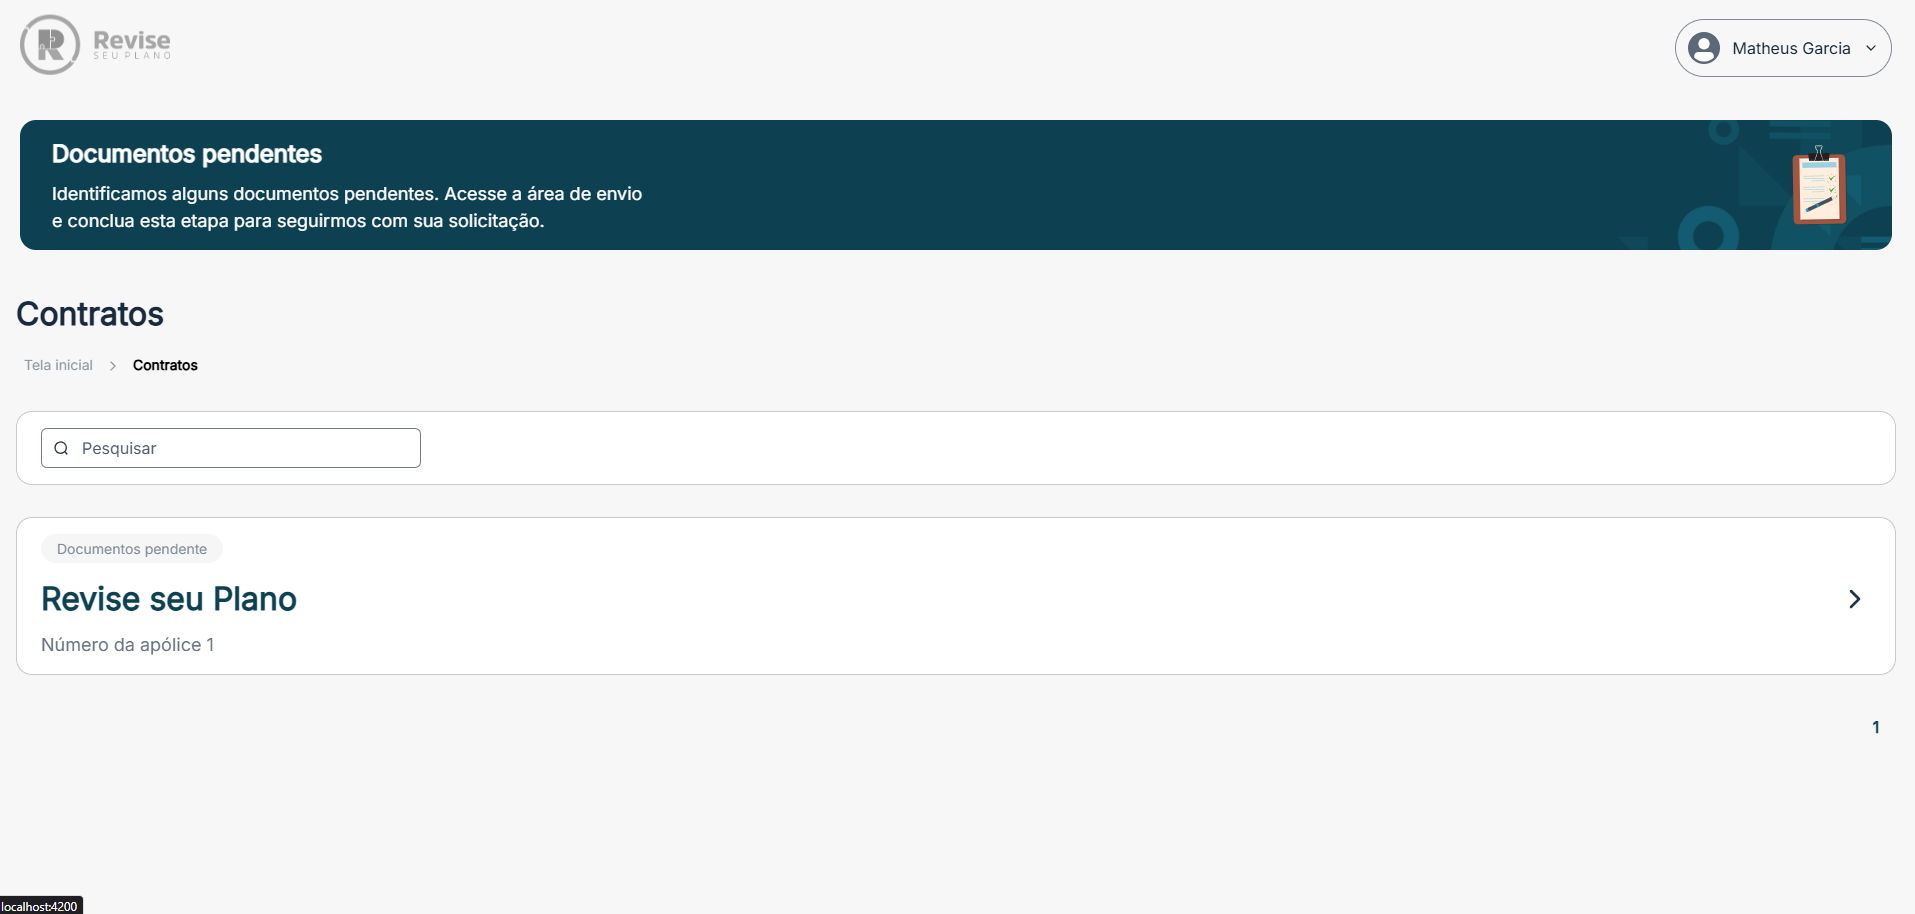 Revise
SEU PLANO
Matheus Garcia
Documentos pendentes
Identificamos alguns documentos pendentes. Acesse a área de envio
e conclua esta etapa para seguirmos com sua solicitação.
Contratos
Tela inicial > Contratos
Pesquisar
Documentos pendente
Revise seu Plano
Número da apólice 1
1
localhost:4200